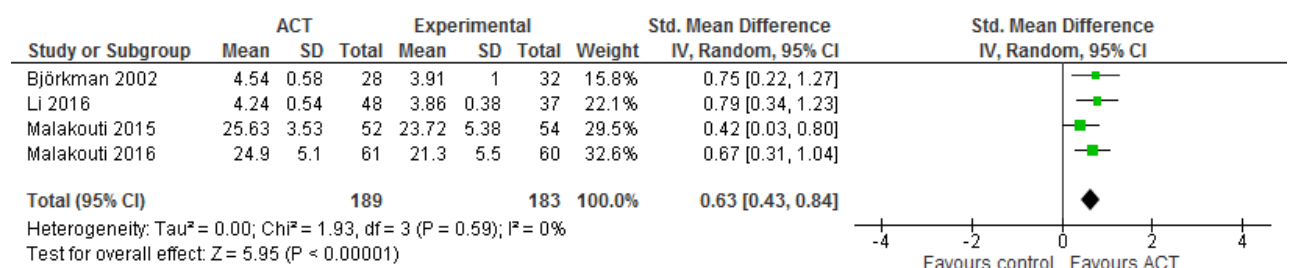 ACT Experimental Std. Mean Difference Std. Mean Difference
Study or Subgroup Mean SD Total Mean SD Total Weight IV, Random, 95% CI IV, Random, 95% CI
Björkman 2002 4.54 0.58 28 3.91 1 32 15.8% 0.75 [0.22, 1.27]
Li 2016 4.24 0.54 48 3.86 0.38 37 22.1% 0.79 [0.34, 1.23]
Malakouti 2015 25.63 3.53 52 23.72 5.38 54 29.5% 0.42 [0.03, 0.80]
Malakouti 2016 24.9 5.1 61 21.3 5.5 60 32.6% 0.67 [0.31, 1.04]
Total (95% CI) 189 183 100.0% 0.63 [0.43, 0.84]
Heterogeneity: Tau² = 0.00; Chi² = 1.93, df = 3 (P = 0.59); I² = 0%
Test for overall effect: Z = 5.95 (P < 0.00001)
-4 -2 0 2 4
Favours control Favours ACT